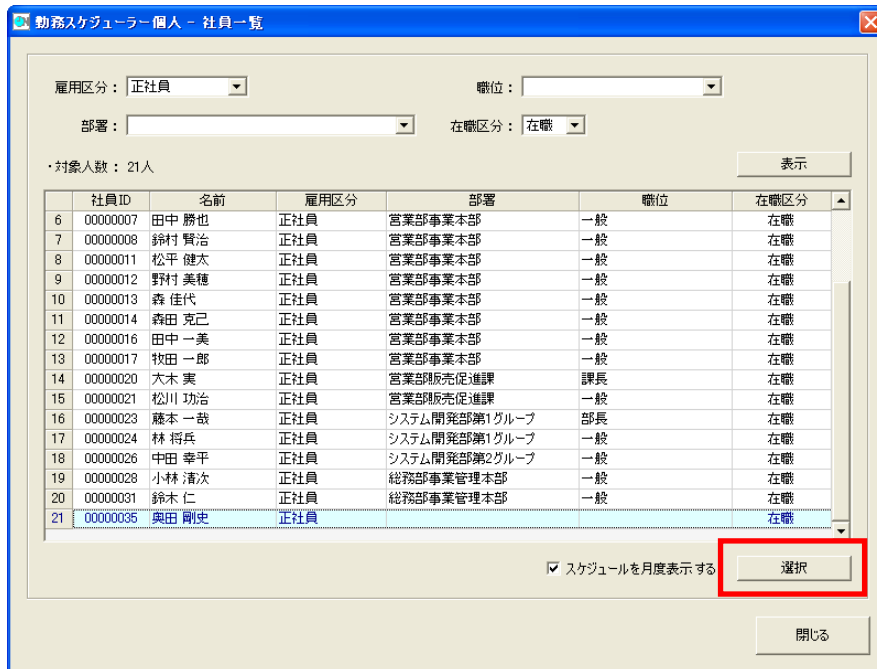 勤務スケジューラー個人 － 社員一覧
雇用区分： 正社員 職位：
部署： 在職区分： 在職
・対象人数： 21人 表示
社員ID 名前 雇用区分 部署 職位 在職区分
6 00000007 田中 勝也 正社員 営業部事業本部 一般 在職
7 00000008 鈴村 賢治 正社員 営業部事業本部 一般 在職
8 00000011 松平 健太 正社員 営業部事業本部 一般 在職
9 00000012 野村 美穂 正社員 営業部事業本部 一般 在職
10 00000013 森 佳代 正社員 営業部事業本部 一般 在職
11 00000014 森田 克己 正社員 営業部事業本部 一般 在職
12 00000016 田中 一美 正社員 営業部事業本部 一般 在職
13 00000017 牧田 一郎 正社員 営業部事業本部 一般 在職
14 00000020 大木 実 正社員 営業部販売促進課 課長 在職
15 00000021 松川 功治 正社員 営業部販売促進課 一般 在職
16 00000023 藤本 一哉 正社員 システム開発部第1グループ 部長 在職
17 00000024 林 将兵 正社員 システム開発部第1グループ 一般 在職
18 00000026 中田 幸平 正社員 システム開発部第2グループ 一般 在職
19 00000028 小林 清次 正社員 総務部事業管理本部 一般 在職
20 00000031 鈴木 仁 正社員 総務部事業管理本部 一般 在職
21 00000035 奥田 剛史 正社員 在職
スケジュールを月度表示する 選択
閉じる